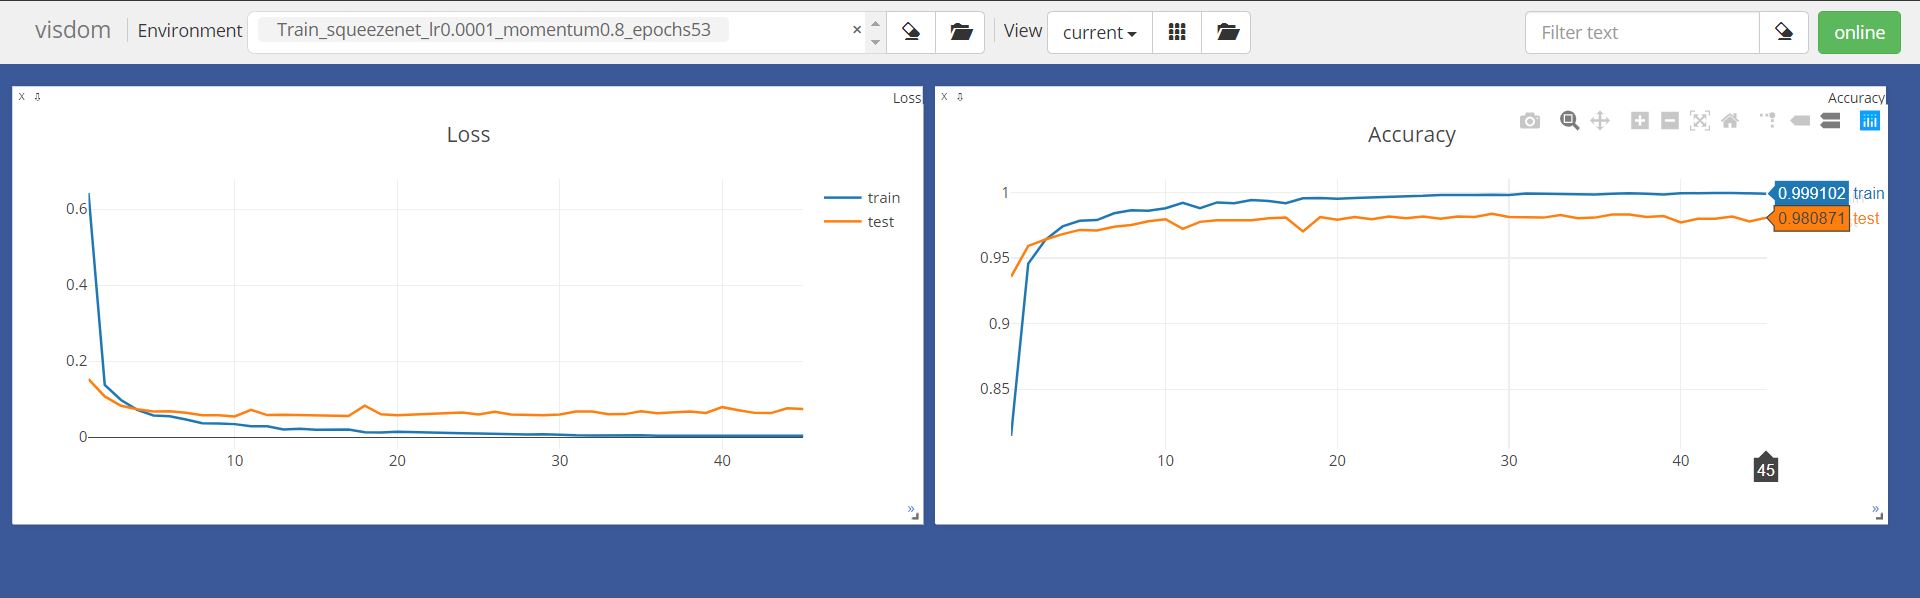 visdom Environment Train_squeezenet_lr0.0001_momentum0.8_epochs53 × View current Filter text online
X Loss
Loss
train
test
0.6
0.4
0.2
0
10 20 30 40
»
X Accuracy
Accuracy
1
0.95
0.9
0.85
0.999102 train
0.980871 test
10 20 30 40
45
»